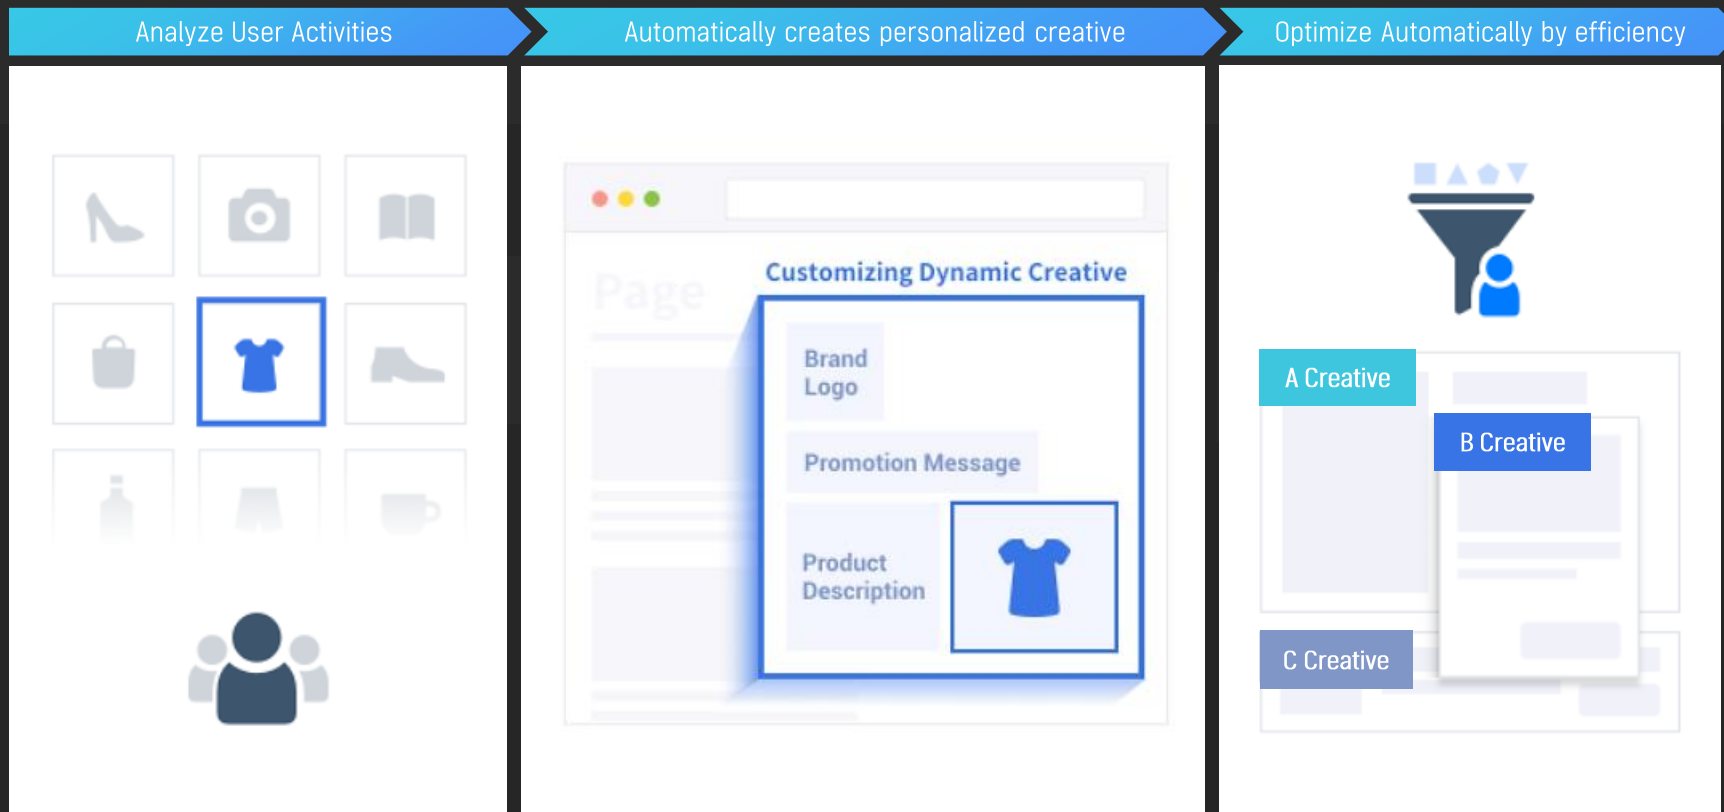 Analyze User Activities
Automatically creates personalized creative
Optimize Automatically by efficiency
Page
Customizing Dynamic Creative
Brand
Logo
Promotion Message
Product
Description
A Creative
B Creative
C Creative